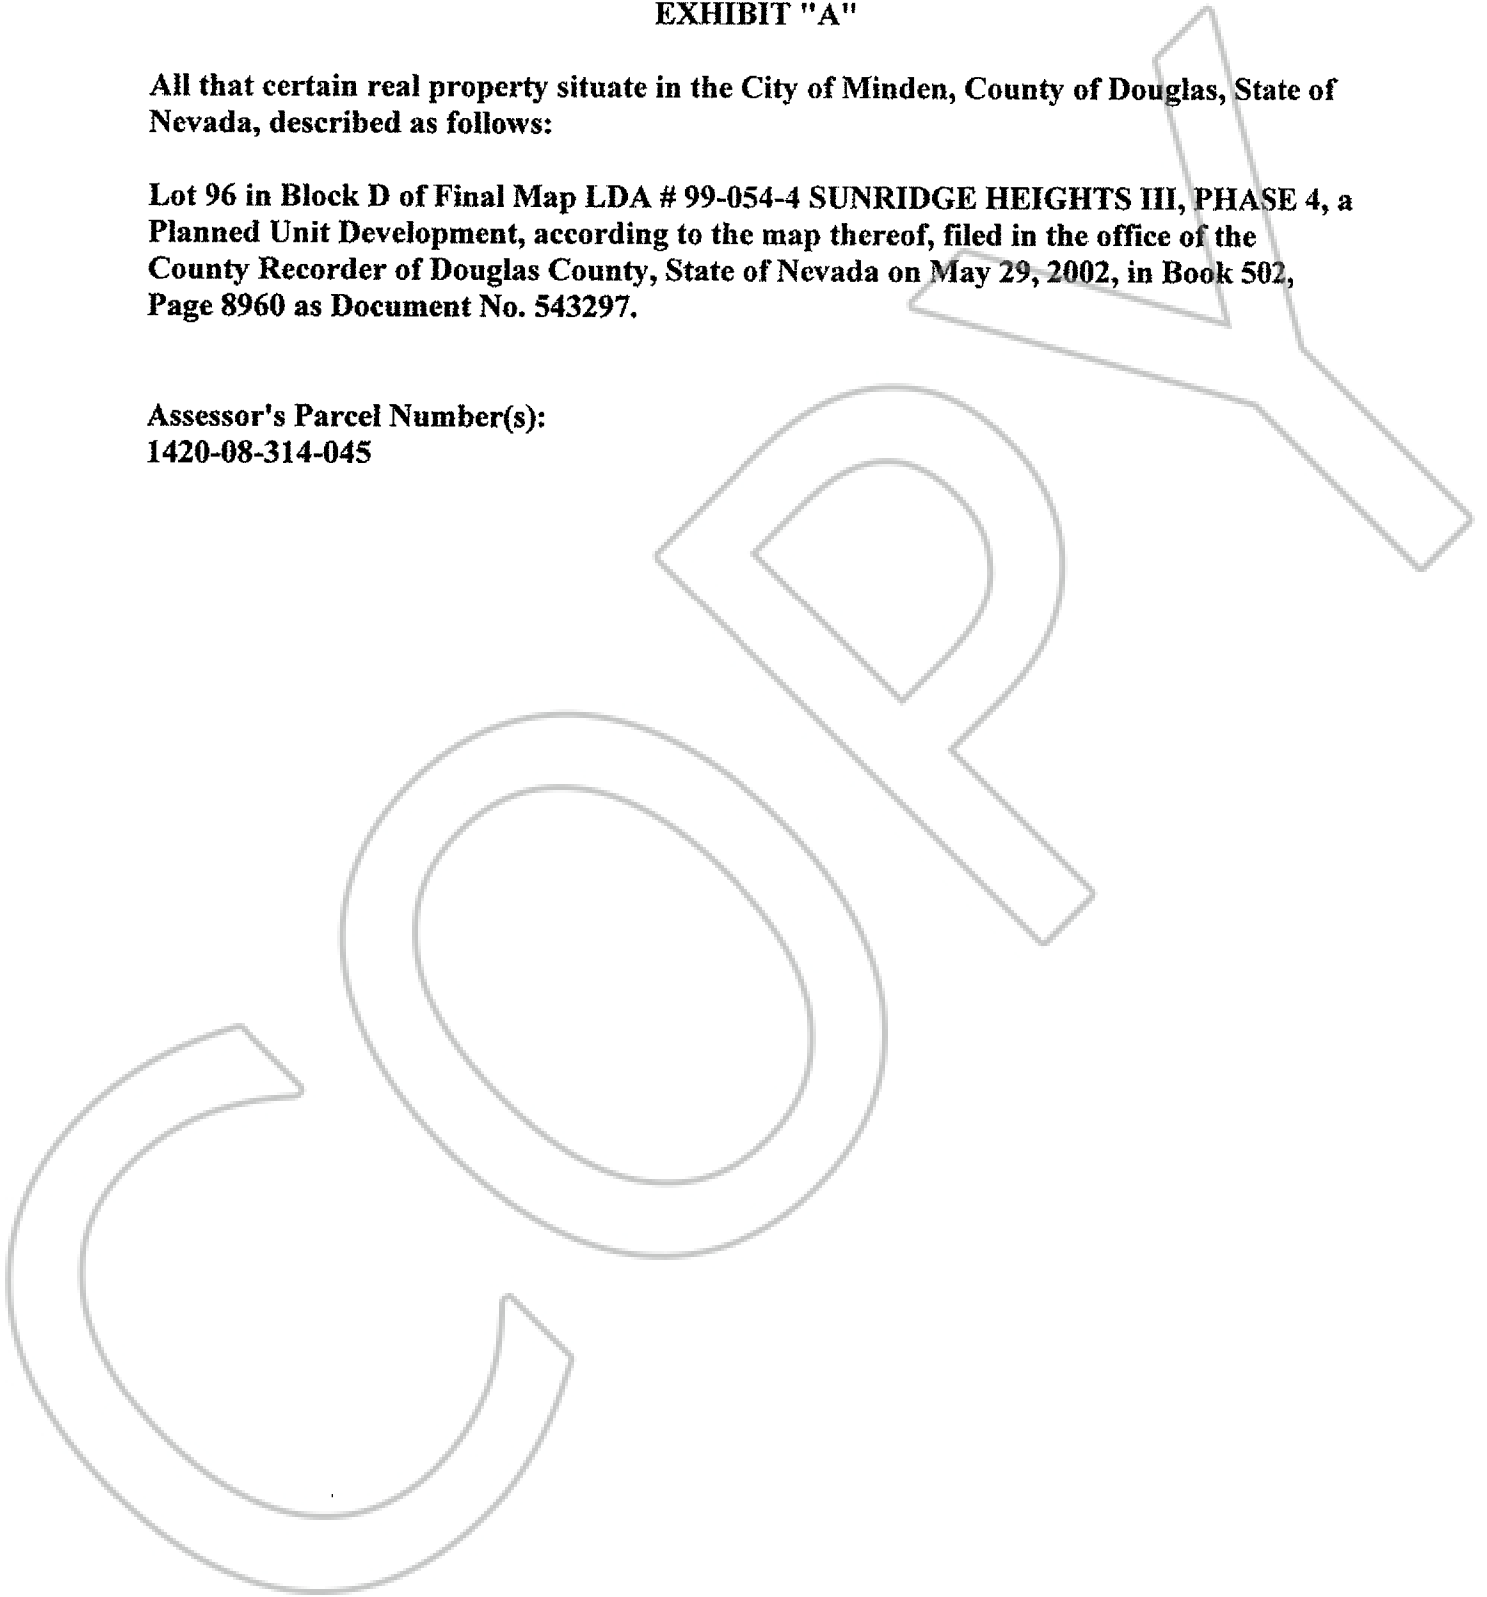 EXHIBIT "A"
All that certain real property situate in the City of Minden, County of Douglas, State of
Nevada, described as follows:
Lot 96 in Block D of Final Map LDA # 99-054-4 SUNRIDGE HEIGHTS III, PHASE 4, a
Planned Unit Development, according to the map thereof, filed in the office of the
County Recorder of Douglas County, State of Nevada on May 29, 2002, in Book 502,
Page 8960 as Document No. 543297.
Assessor's Parcel Number(s):
1420-08-314-045
COPY